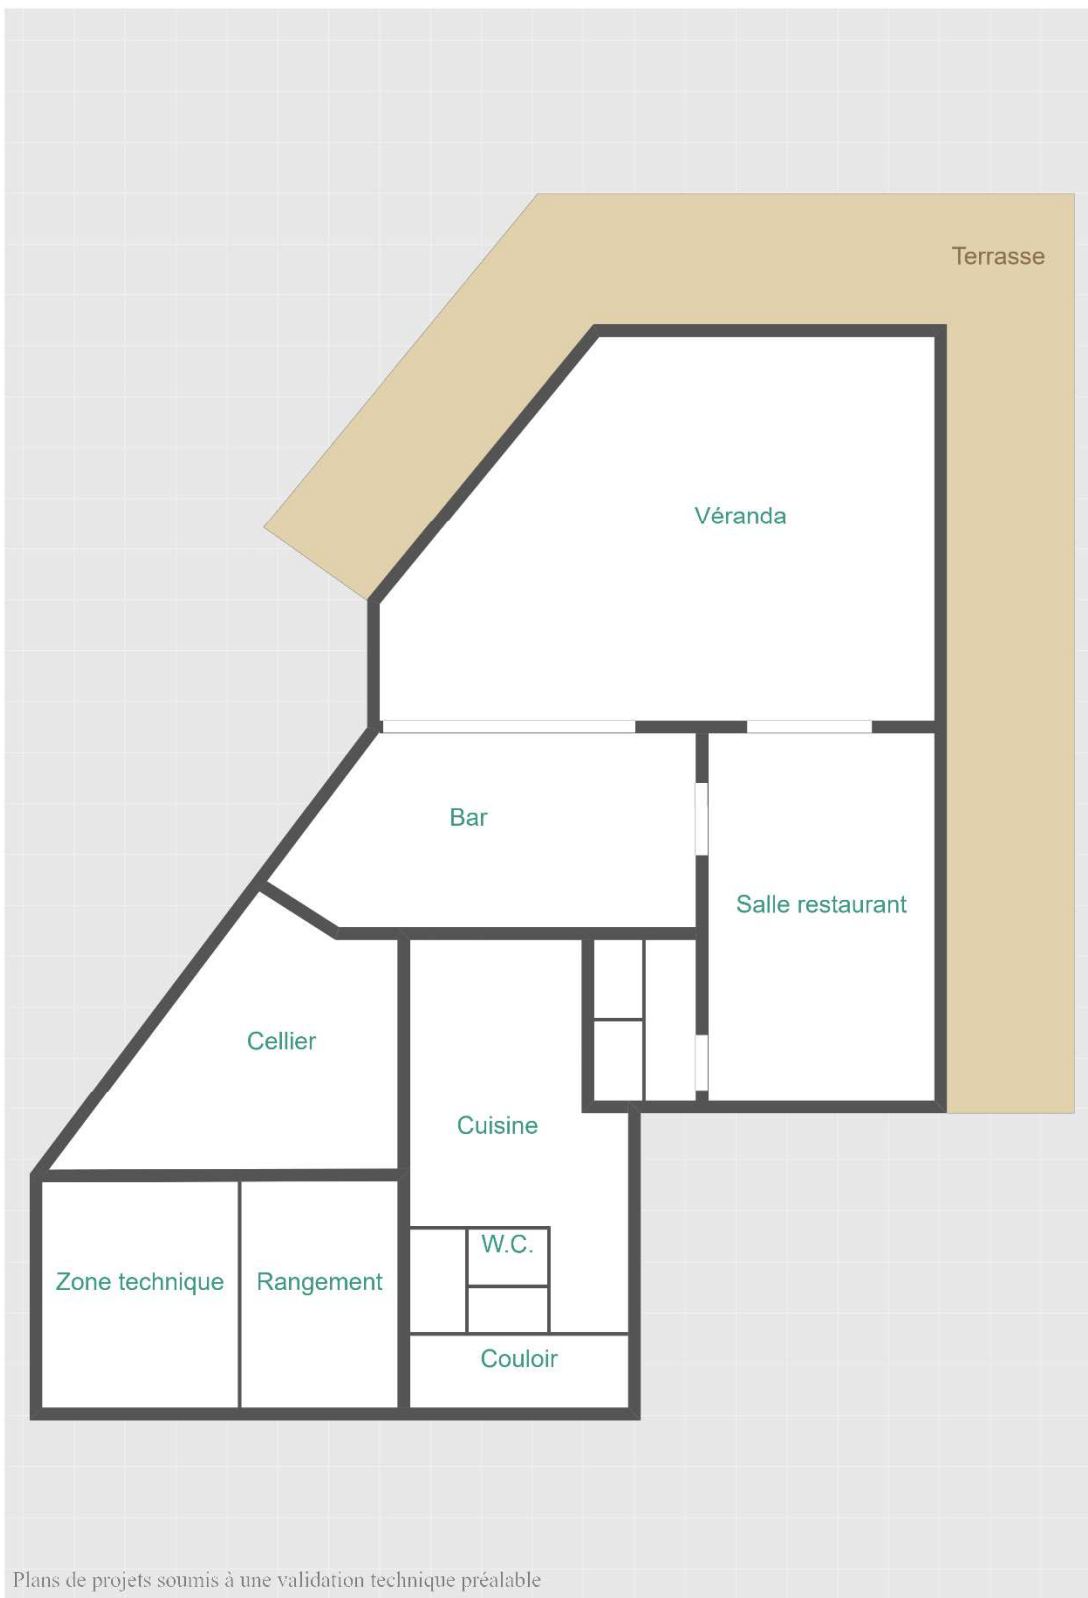 Terrasse
Véranda
Bar
Salle restaurant
Cellier
Cuisine
W.C.
Zone technique
Rangement
Couloir
Plans de projets soumis à une validation technique préalable